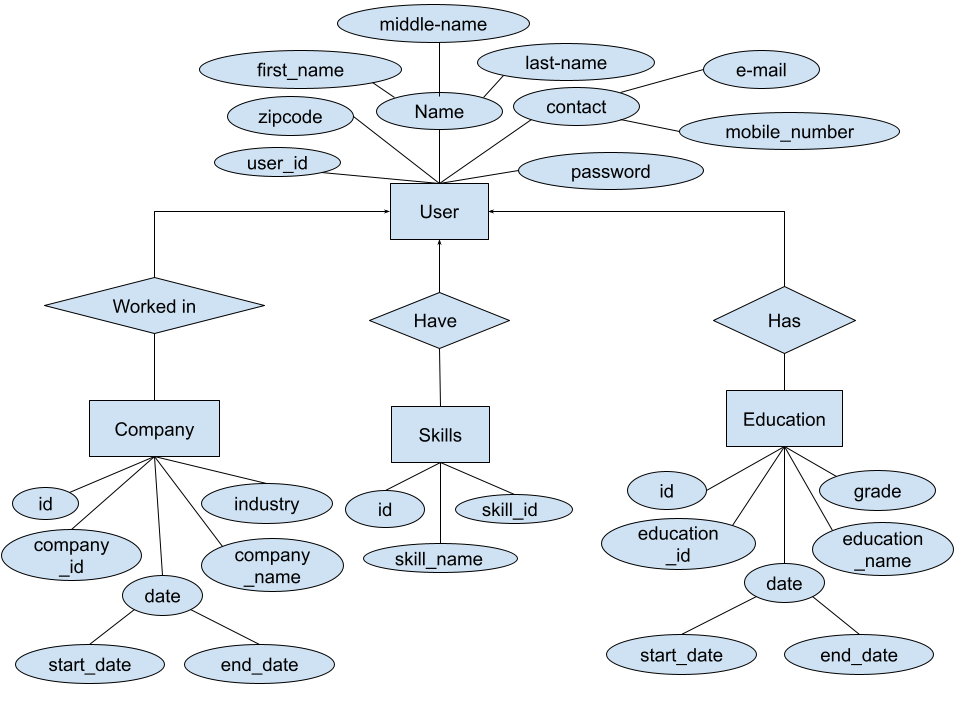 middle-name
last-name
first_name
e-mail
Name
contact
zipcode
mobile_number
user_id
password
User
Worked in
Have
Has
Company
Skills
Education
id
industry
id
skill_id
id
grade
company
_id
company
_name
skill_name
education
_id
education
_name
date
date
start_date
end_date
start_date
end_date